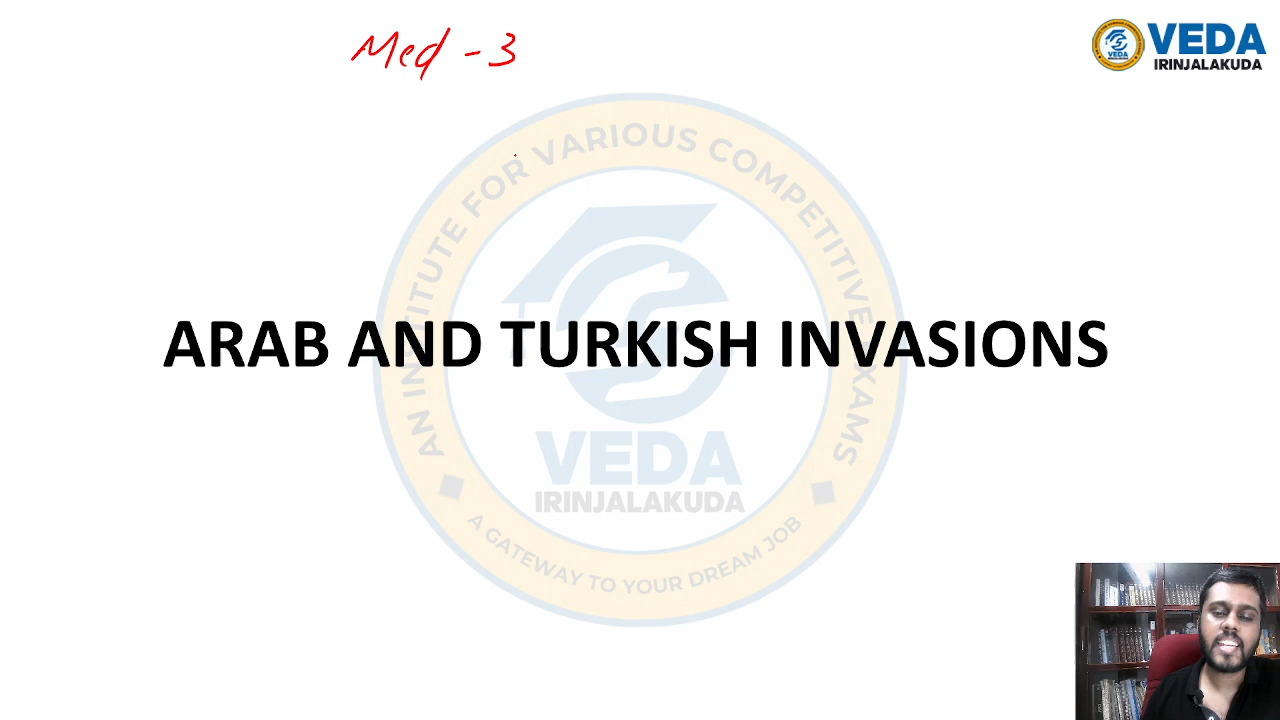 Med - 3
VEDA
IRINJALAKUDA
AN INSTITUTE FOR VARIOUS COMPETITIVE EXAMS
ARAB AND TURKISH INVASIONS
VEDA
IRINJALAKUDA
A GATEWAY TO YOUR DREAM JOB